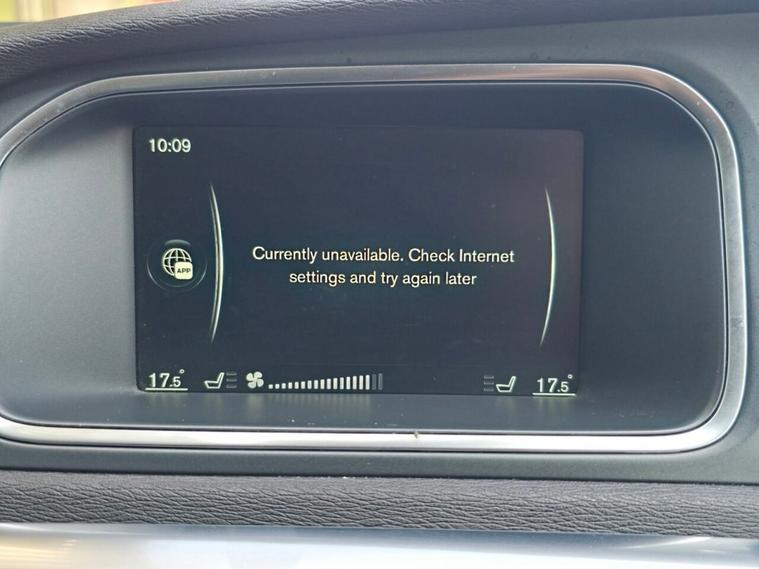 10:09
Currently unavailable. Check Internet
settings and try again later
APP
17.5°
17.5°